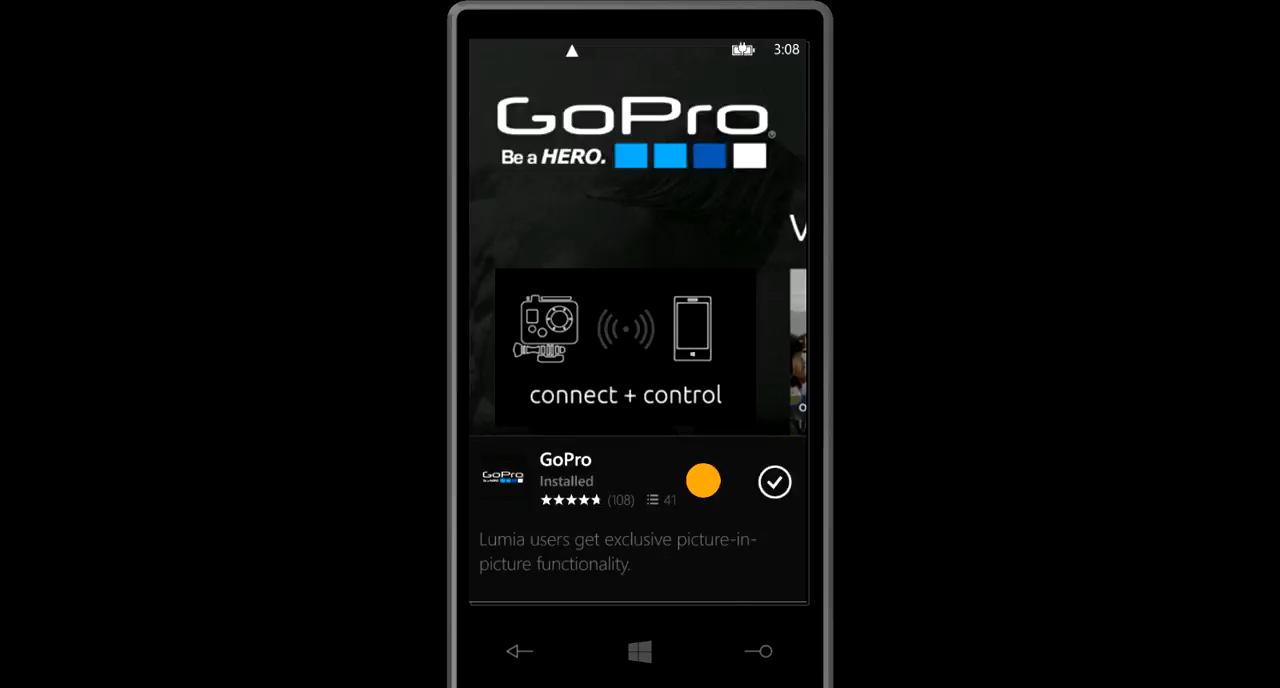 3:08
GoPro®
Be a HERO.
V
connect + control
GoPro
GoPro
Installed
(108) 41
Lumia users get exclusive picture-in-
picture functionality.